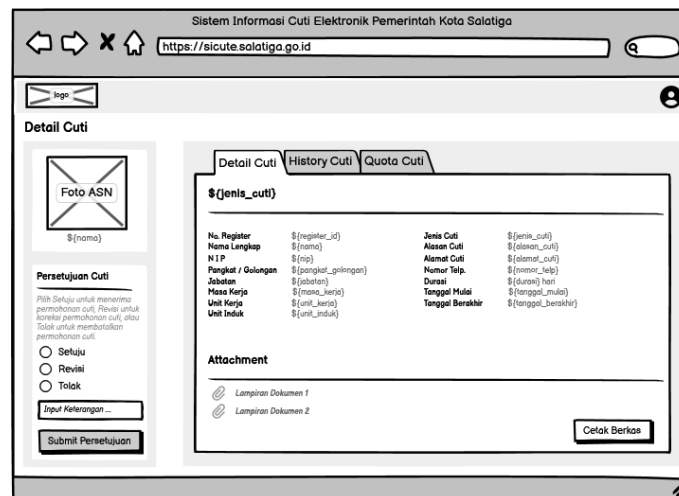 Sistem Informasi Cuti Elektronik Pemerintah Kota Salatiga
https://sicute.salatiga.go.id
logo
Detail Cuti
Foto ASN
${nama}
Persetujuan Cuti
Pilih Setuju untuk menerima
permohonan cuti, Revisi untuk
koreksi permohonan cuti, atau
Tolak untuk membatalkan
permohonan cuti.
Setuju
Revisi
Tolak
Input Keterangan ...
Submit Persetujuan
Detail Cuti History Cuti Quota Cuti
${jenis_cuti}
No. Register ${register_id} Jenis Cuti ${jenis_cuti}
Nama Lengkap ${nama} Alasan Cuti ${alasan_cuti}
N I P ${nip} Alamat Cuti ${alamat_cuti}
Pangkat / Golongan ${pangkat_golongan} Nomor Telp. ${nomor_telp}
Jabatan ${jabatan} Durasi ${durasi} hari
Masa Kerja ${masa_kerja} Tanggal Mulai ${tanggal_mulai}
Unit Kerja ${unit_kerja} Tanggal Berakhir ${tanggal_berakhir}
Unit Induk ${unit_induk}
Attachment
Lampiran Dokumen 1
Lampiran Dokumen 2
Cetak Berkas